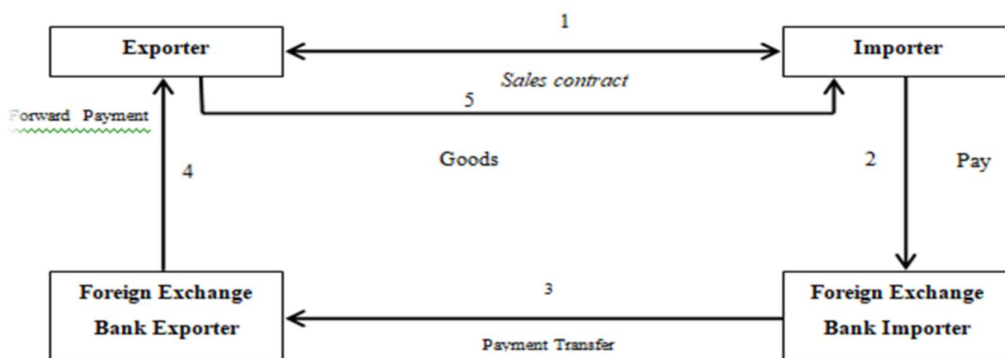 1
Exporter
Importer
Sales contract
5
Forward Payment
Goods
4
2
Pay
Foreign Exchange
Bank Exporter
3
Payment Transfer
Foreign Exchange
Bank Importer